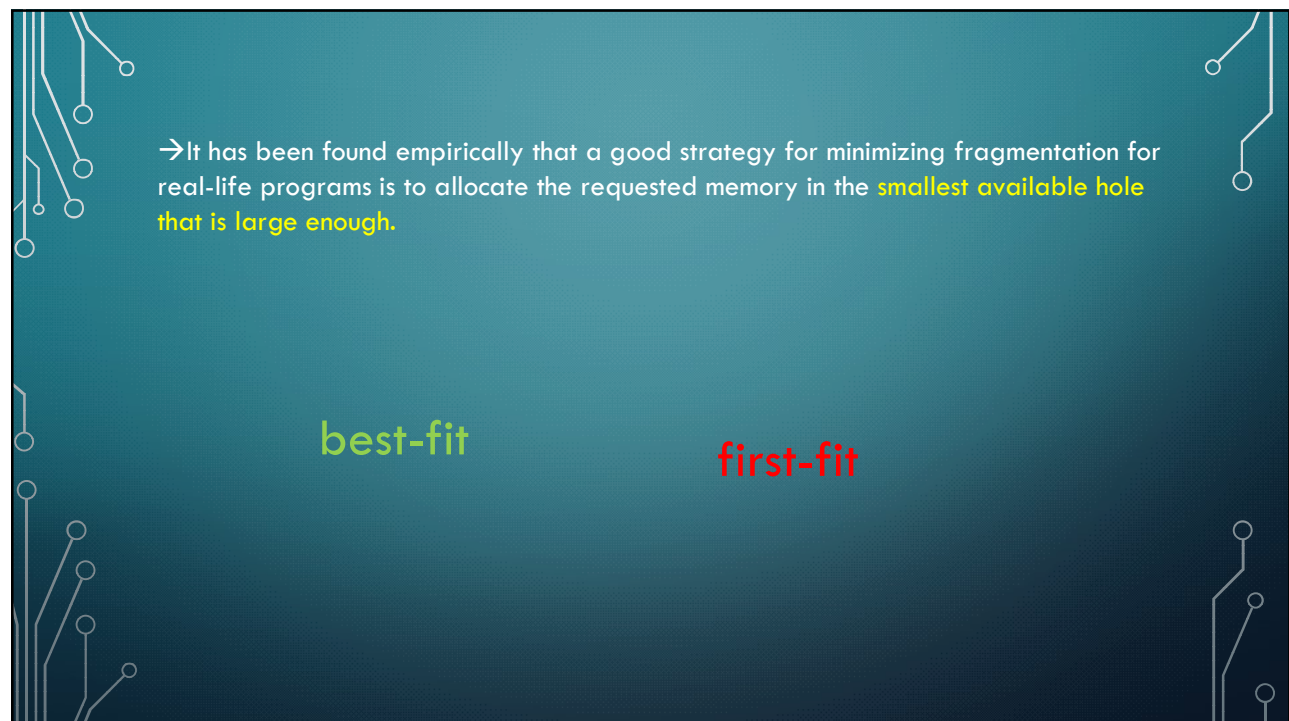 →It has been found empirically that a good strategy for minimizing fragmentation for
real-life programs is to allocate the requested memory in the smallest available hole
that is large enough.
best-fit
first-fit